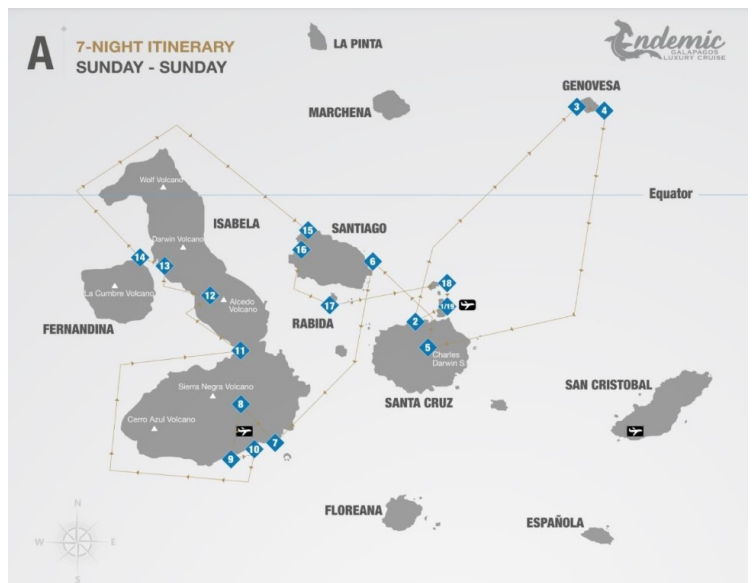 A
7-NIGHT ITINERARY
SUNDAY - SUNDAY
Endemic
GALAPAGOS
LUXURY CRUISE
LA PINTA
MARCHENA
GENOVESA
3
4
Equator
Wolf Volcano
ISABELA
Darwin Volcano
SANTIAGO
15
16
6
14
13
La Cumbre Volcano
12
Alcedo
Volcano
18
1/19
17
RABIDA
2
FERNANDINA
11
5
Charles
Darwin S.
SANTA CRUZ
SAN CRISTOBAL
Sierra Negra Volcano
8
Cerro Azul Volcano
7
10
9
FLOREANA
ESPAÑOLA
N
W
E
S